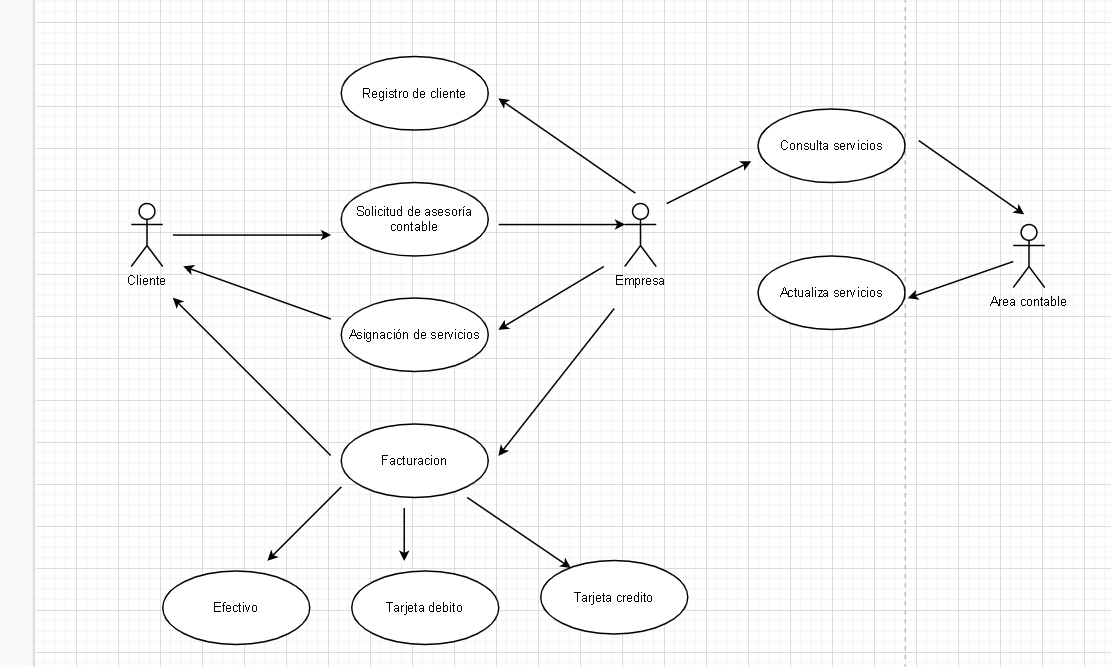 Registro de cliente
Consulta servicios
Solicitud de asesoría
contable
Cliente
Empresa
Actualiza servicios
Area contable
Asignación de servicios
Facturacion
Efectivo
Tarjeta debito
Tarjeta credito